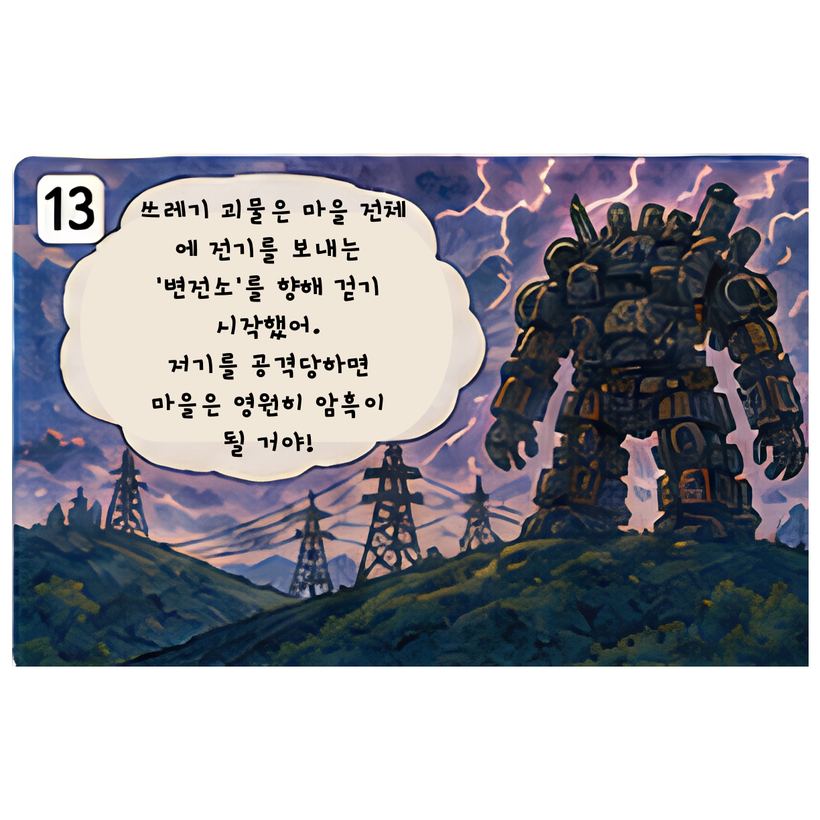 13
쓰레기 괴물은 마을 전체
에 전기를 보내는
'변전소'를 향해 걷기
시작했어.
저기를 공격당하면
마을은 영원히 암흑이
될 거야!